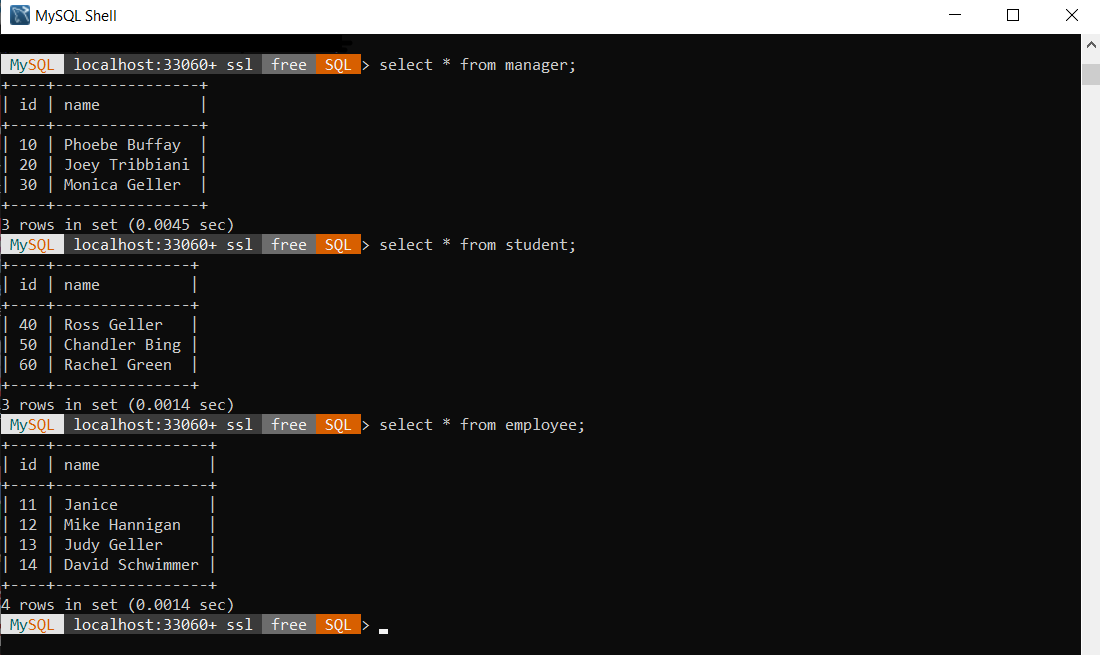 MySQL Shell
MySQL localhost:33060+ ssl free SQL > select * from manager;
+----+----------------+
| id | name           |
+----+----------------+
| 10 | Phoebe Buffay  |
| 20 | Joey Tribbiani |
| 30 | Monica Geller  |
+----+----------------+
3 rows in set (0.0045 sec)
MySQL localhost:33060+ ssl free SQL > select * from student;
+----+---------------+
| id | name          |
+----+---------------+
| 40 | Ross Geller   |
| 50 | Chandler Bing |
| 60 | Rachel Green  |
+----+---------------+
3 rows in set (0.0014 sec)
MySQL localhost:33060+ ssl free SQL > select * from employee;
+----+-----------------+
| id | name            |
+----+-----------------+
| 11 | Janice          |
| 12 | Mike Hannigan   |
| 13 | Judy Geller     |
| 14 | David Schwimmer |
+----+-----------------+
4 rows in set (0.0014 sec)
MySQL localhost:33060+ ssl free SQL >